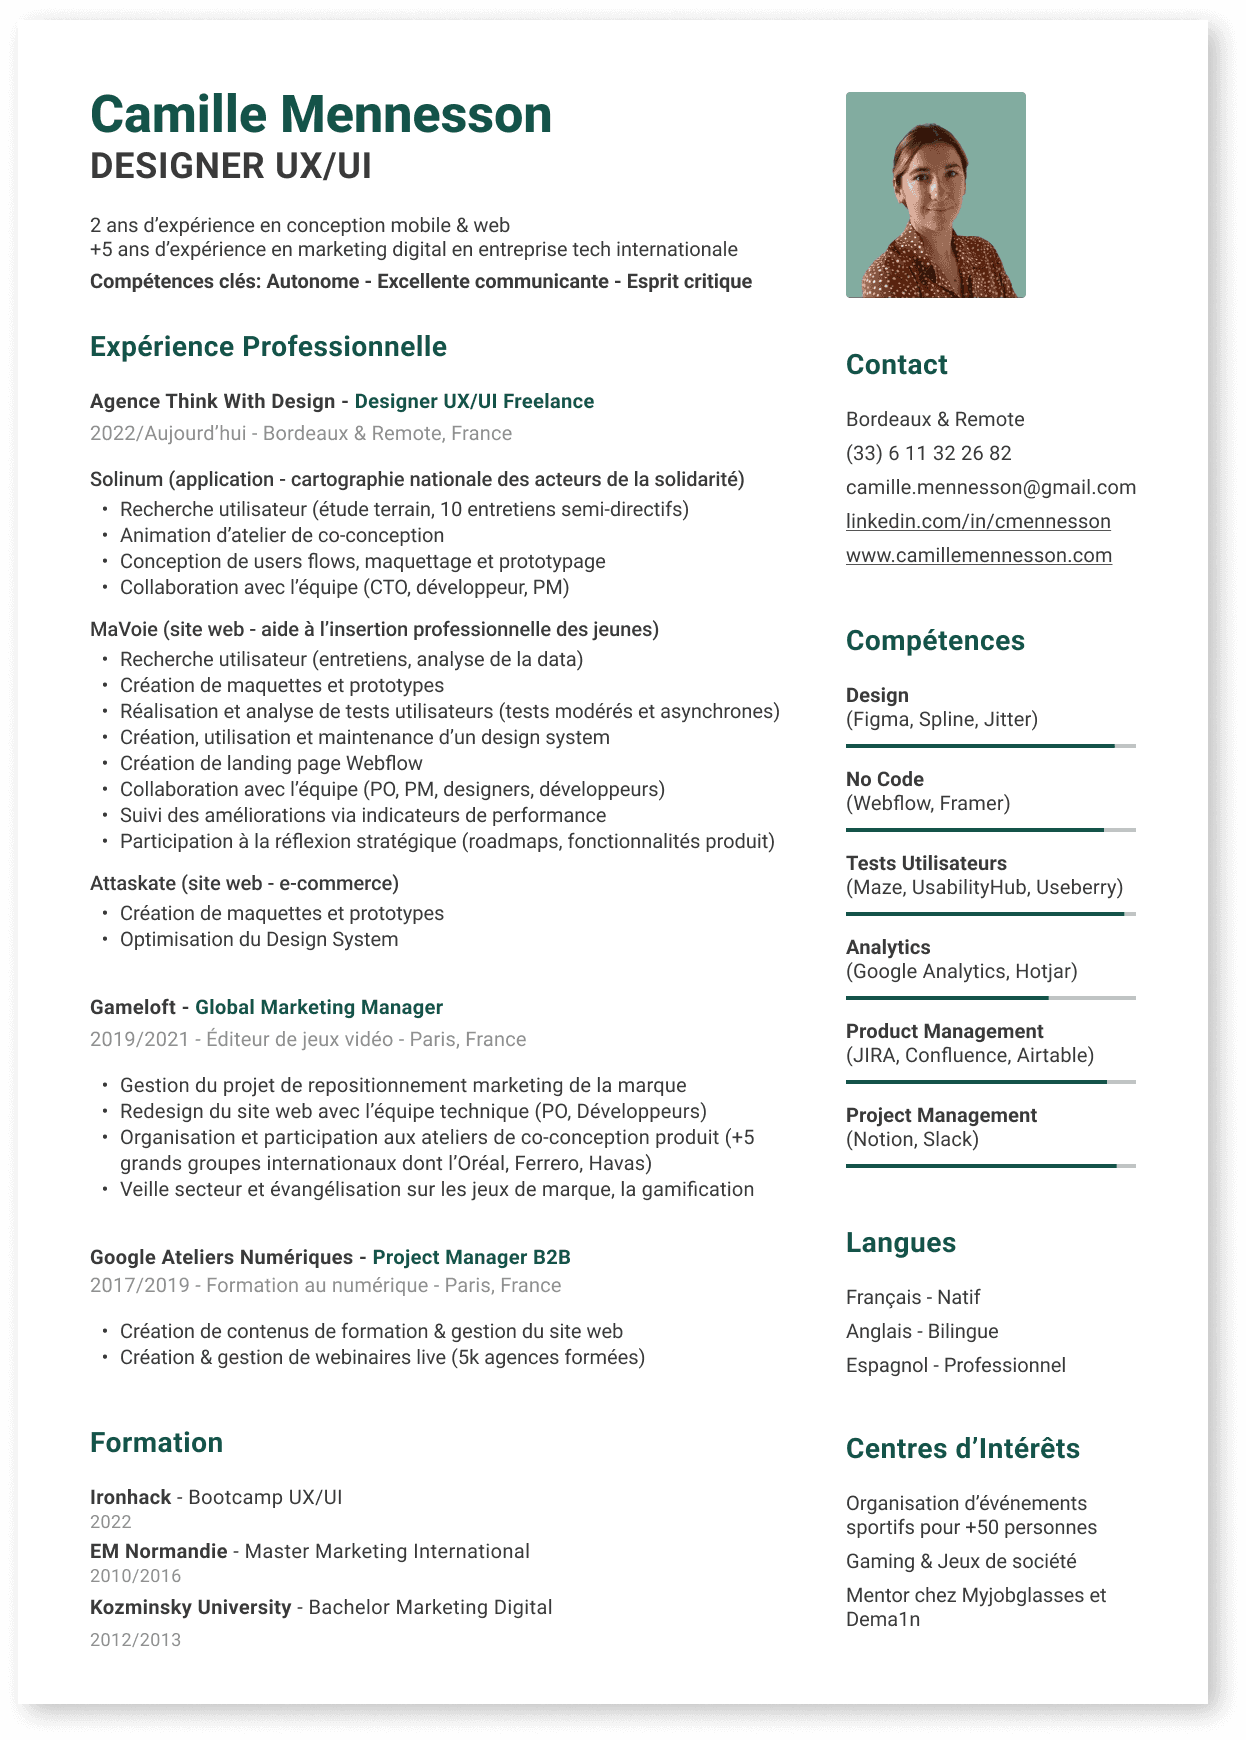 Camille Mennesson
DESIGNER UX/UI
2 ans d’expérience en conception mobile & web
+5 ans d’expérience en marketing digital en entreprise tech internationale
Compétences clés: Autonome - Excellente communicante - Esprit critique
Expérience Professionnelle
Agence Think With Design - Designer UX/UI Freelance
2022/Aujourd’hui - Bordeaux & Remote, France
Solinum (application - cartographie nationale des acteurs de la solidarité)
• Recherche utilisateur (étude terrain, 10 entretiens semi-directifs)
• Animation d’atelier de co-conception
• Conception de users flows, maquettage et prototypage
• Collaboration avec l’équipe (CTO, développeur, PM)
MaVoie (site web - aide à l’insertion professionnelle des jeunes)
• Recherche utilisateur (entretiens, analyse de la data)
• Création de maquettes et prototypes
• Réalisation et analyse de tests utilisateurs (tests modérés et asynchrones)
• Création, utilisation et maintenance d’un design system
• Création de landing page Webflow
• Collaboration avec l’équipe (PO, PM, designers, développeurs)
• Suivi des améliorations via indicateurs de performance
• Participation à la réflexion stratégique (roadmaps, fonctionnalités produit)
Attaskate (site web - e-commerce)
• Création de maquettes et prototypes
• Optimisation du Design System
Gameloft - Global Marketing Manager
2019/2021 - Éditeur de jeux vidéo - Paris, France
• Gestion du projet de repositionnement marketing de la marque
• Redesign du site web avec l’équipe technique (PO, Développeurs)
• Organisation et participation aux ateliers de co-conception produit (+5
grands groupes internationaux dont l’Oréal, Ferrero, Havas)
• Veille secteur et évangélisation sur les jeux de marque, la gamification
Google Ateliers Numériques - Project Manager B2B
2017/2019 - Formation au numérique - Paris, France
• Création de contenus de formation & gestion du site web
• Création & gestion de webinaires live (5k agences formées)
Formation
Ironhack - Bootcamp UX/UI
2022
EM Normandie - Master Marketing International
2010/2016
Kozminsky University - Bachelor Marketing Digital
2012/2013
Contact
Bordeaux & Remote
(33) 6 11 32 26 82
camille.mennesson@gmail.com
linkedin.com/in/cmennesson
www.camillemennesson.com
Compétences
Design
(Figma, Spline, Jitter)
No Code
(Webflow, Framer)
Tests Utilisateurs
(Maze, UsabilityHub, Useberry)
Analytics
(Google Analytics, Hotjar)
Product Management
(JIRA, Confluence, Airtable)
Project Management
(Notion, Slack)
Langues
Français - Natif
Anglais - Bilingue
Espagnol - Professionnel
Centres d’Intérêts
Organisation d’événements
sportifs pour +50 personnes
Gaming & Jeux de société
Mentor chez Myjobglasses et
Dema1n